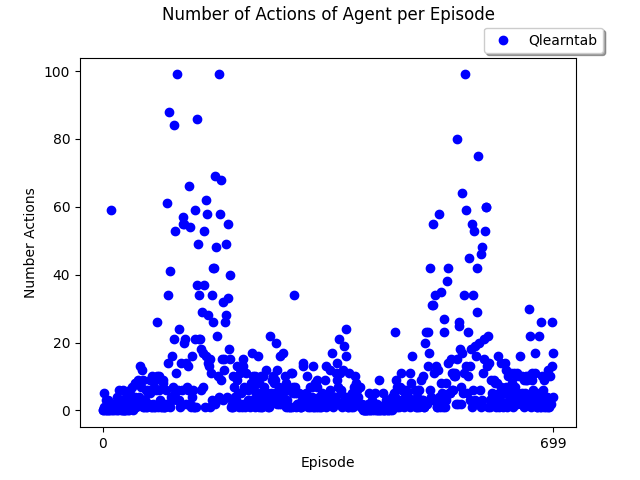 Number of Actions of Agent per Episode
Qlearntab
100
80
60
40
20
0
Number Actions
0
699
Episode